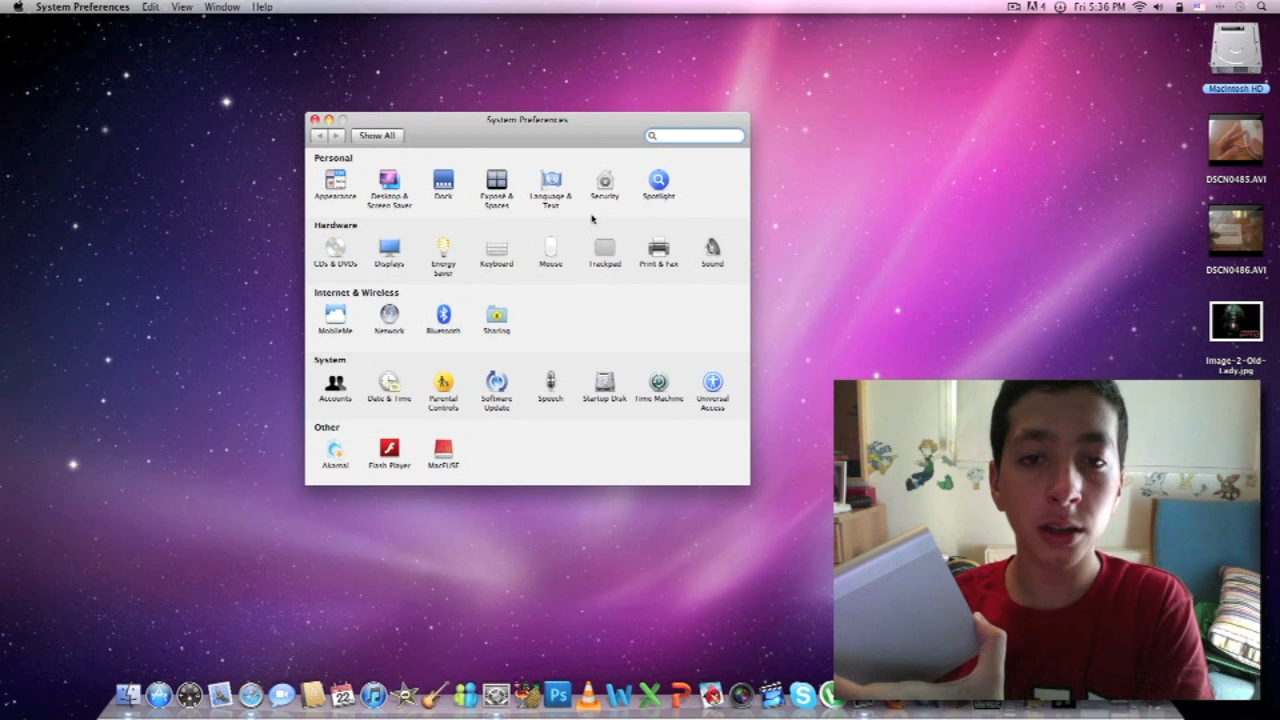 System Preferences Edit View Window Help
4 Fri 5:36 PM
Macintosh HD
DSCN0485.AVI
DSCN0486.AVI
Image-2-Old-
Lady.jpg
System Preferences
Show All
Personal
Appearance
Desktop &
Screen Saver
Dock
Exposé &
Spaces
Language &
Text
Security
Spotlight
Hardware
CDs & DVDs
Displays
Energy
Saver
Keyboard
Mouse
Trackpad
Print & Fax
Sound
Internet & Wireless
MobileMe
Network
Bluetooth
Sharing
System
Accounts
Date & Time
Parental
Controls
Software
Update
Speech
Startup Disk
Time Machine
Universal
Access
Other
Akamai
Flash Player
MacFUSE
22
Ps